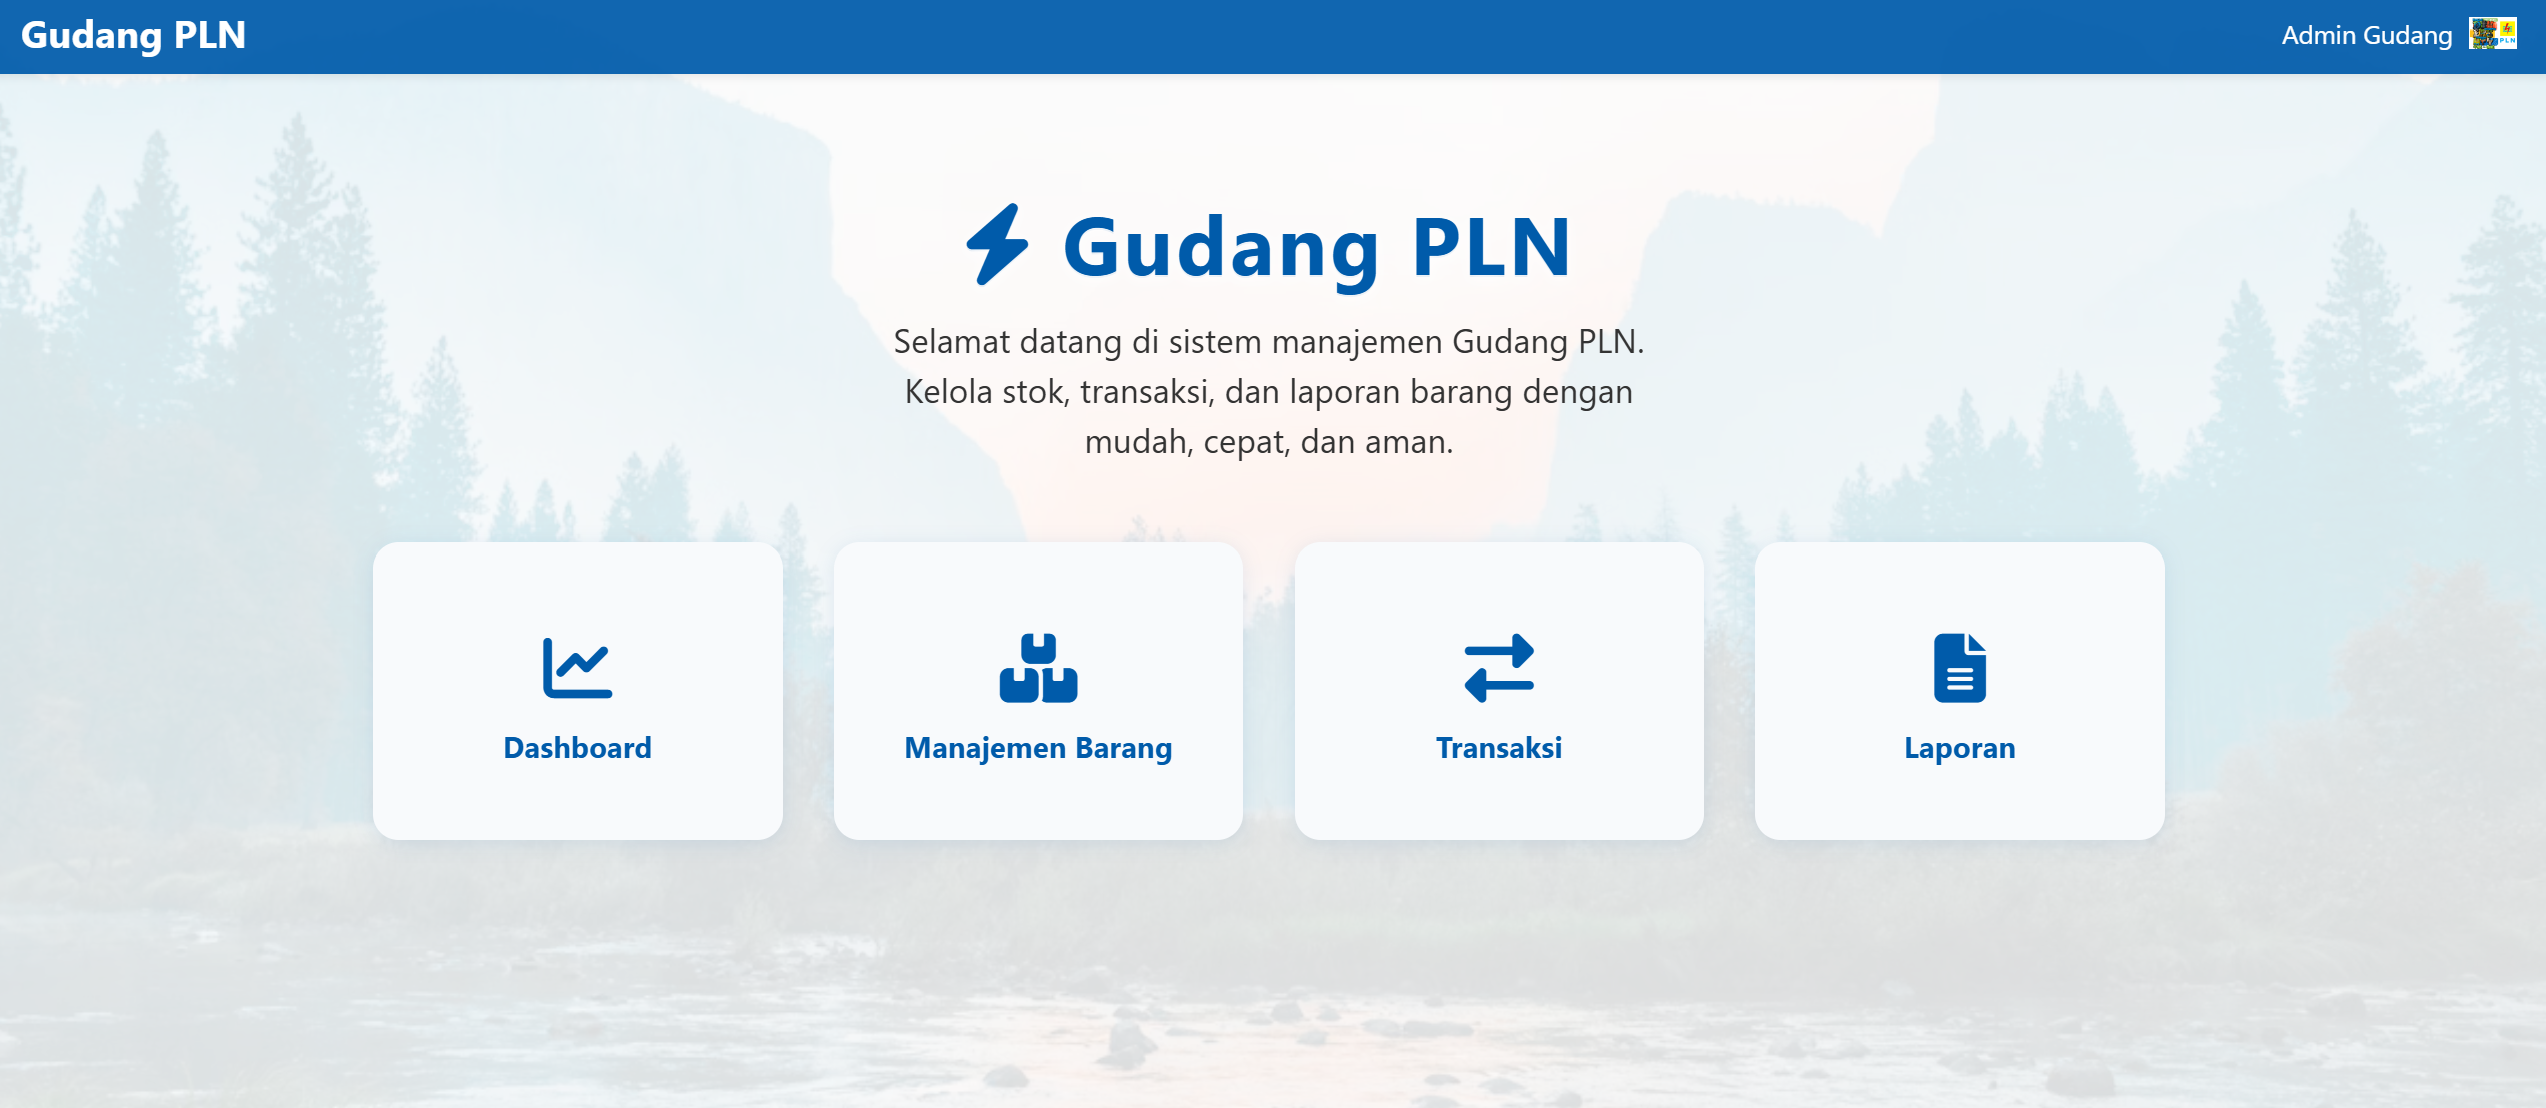 Gudang PLN
Admin Gudang
PLN
Gudang PLN
Selamat datang di sistem manajemen Gudang PLN.
Kelola stok, transaksi, dan laporan barang dengan
mudah, cepat, dan aman.
Dashboard
Manajemen Barang
Transaksi
Laporan